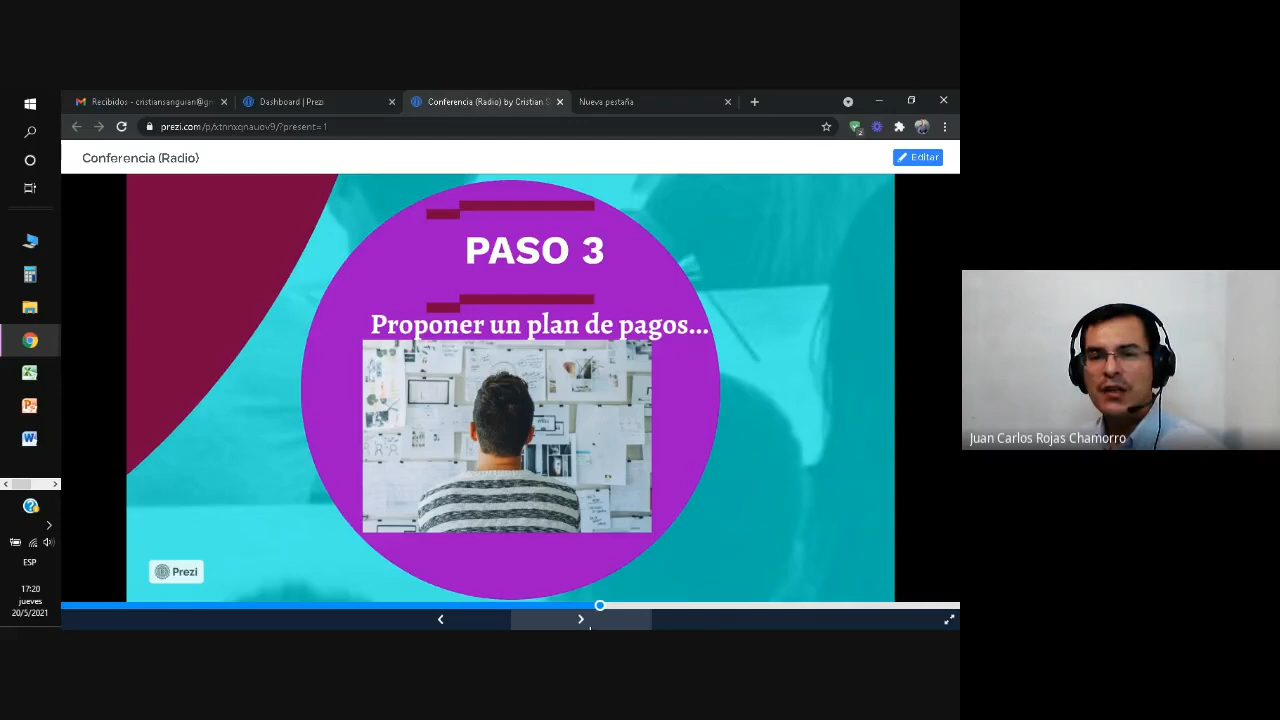 Recibidos - cristiansanguian@gm
Dashboard | Prezi
Conferencia (Radio) by Cristian S
Nueva pestaña
prezi.com/p/xtnnxqnauov9/?present=1
Conferencia (Radio)
Editar
PASO 3
Proponer un plan de pagos...
Juan Carlos Rojas Chamorro
Prezi
ESP
17:20
jueves
20/5/2021